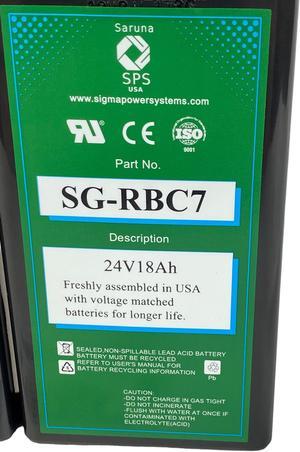 Saruna
SPS
USA
www.sigmapowersystems.com
CE ISO
9001
Part No.
SG-RBC7
Description
24V18Ah
Freshly assembled in USA
with voltage matched
batteries for longer life.
SEALED,NON-SPILLABLE LEAD ACID BATTERY
BATTERY MUST BE RECYCLED
REFER TO USER'S MANUAL FOR
BATTERY RECYCLING INFORMATION
Pb
CAUTION:
-DO NOT CHARGE IN GAS TIGHT
-DO NOT INCINERATE
-FLUSH WITH WATER AT ONCE IF
CONTAIMINATED WITH
ELECTROLYTE(ACID)